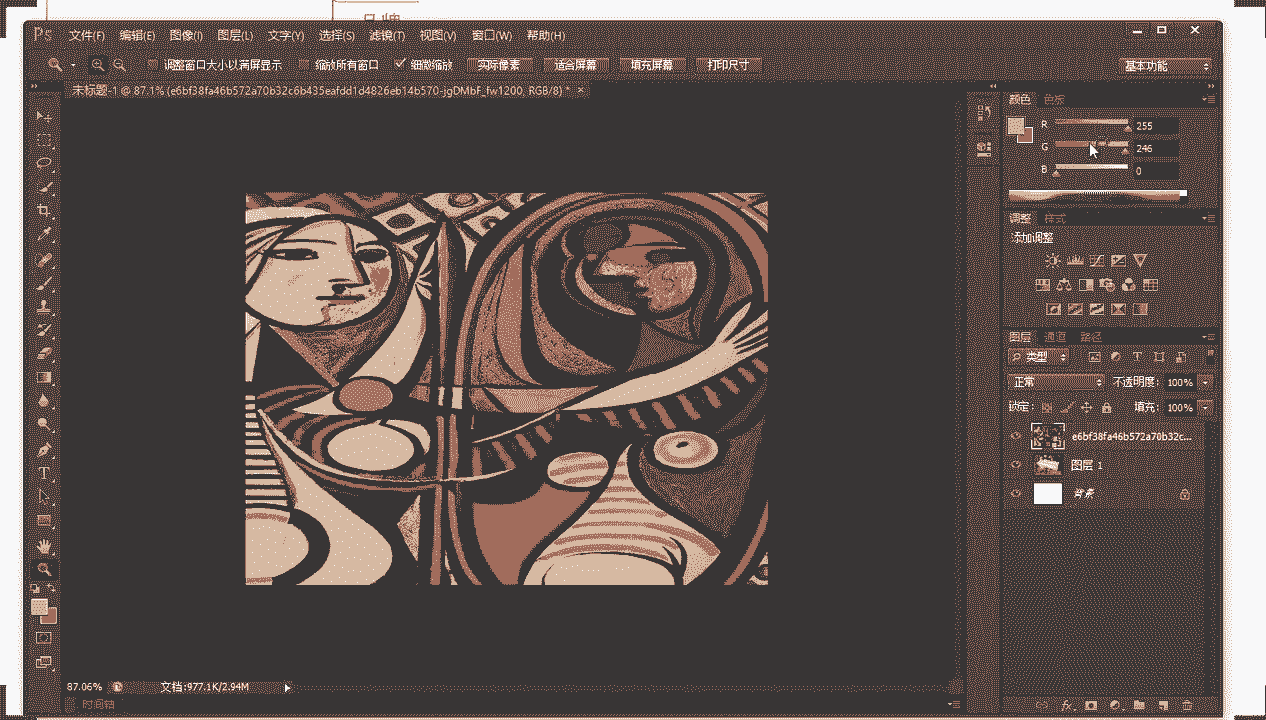 Ps 文件(F) 编辑(E) 图像(I) 图层(L) 文字(Y) 选择(S) 滤镜(T) 视图(V) 窗口(W) 帮助(H)
调整窗口大小以满屏显示 缩放所有窗口 细微缩放 实际像素 适合屏幕 填充屏幕 打印尺寸 基本功能
未标题-1 @ 87.1% (e6bf38fa46b572a70b32c6b435eafdd1d4826eb14b570-jgDMbF_fw1200, RGB/8) * ×
颜色 色板
R 255
G 246
B 0
调整 样式
添加调整
图层 通道 路径
类型
正常 不透明度: 100%
锁定: 填充: 100%
e6bf38fa46b572a70b32c...
图层 1
背景
87.06% 文档:977.1K/2.94M
时间轴